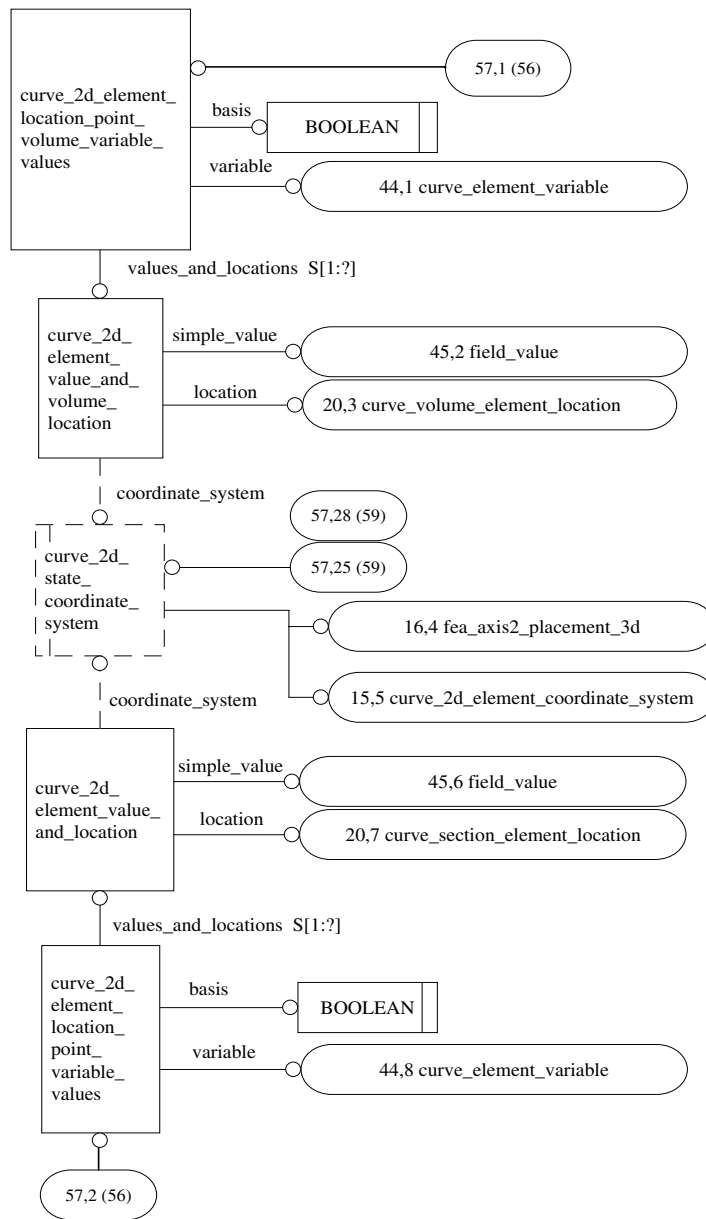 57,1 (56)
curve_2d_element_
location_point_
volume_variable_
values
basis
BOOLEAN
variable
44,1 curve_element_variable
values_and_locations S[1:?]
curve_2d_
element_
value_and_
volume_
location
simple_value
45,2 field_value
location
20,3 curve_volume_element_location
coordinate_system
57,28 (59)
57,25 (59)
curve_2d_
state_
coordinate_
system
16,4 fea_axis2_placement_3d
15,5 curve_2d_element_coordinate_system
coordinate_system
curve_2d_
element_value_
and_location
simple_value
45,6 field_value
location
20,7 curve_section_element_location
values_and_locations S[1:?]
curve_2d_
element_
location_
point_
variable_
values
basis
BOOLEAN
variable
44,8 curve_element_variable
57,2 (56)